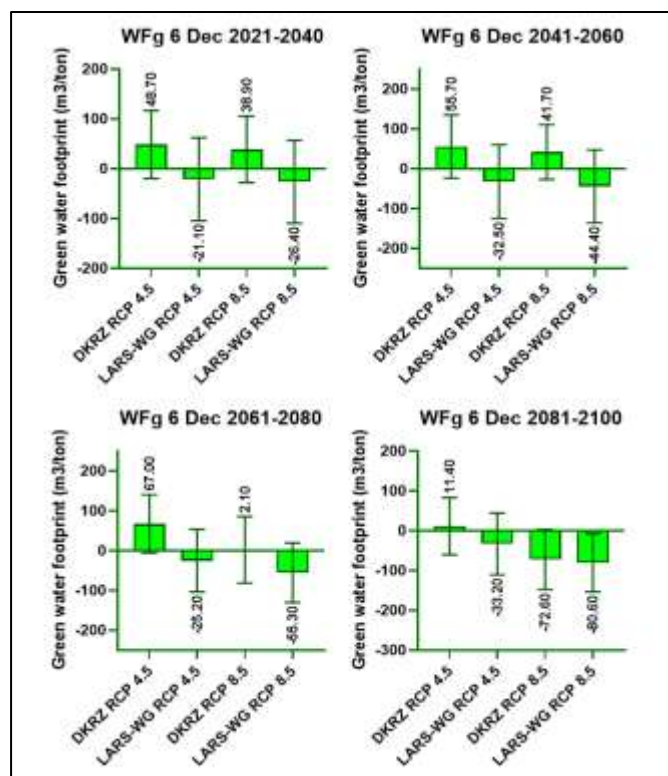 WFg 6 Dec 2021-2040
Green water footprint (m3/ton)
200
100
0
-100
-200
48.70
-21.10
38.90
-26.40
DKRZ RCP 4.5
LARS-WG RCP 4.5
DKRZ RCP 8.5
LARS-WG RCP 8.5
WFg 6 Dec 2041-2060
Green water footprint (m3/ton)
200
100
0
-100
-200
55.70
-32.50
41.70
-44.40
DKRZ RCP 4.5
LARS-WG RCP 4.5
DKRZ RCP 8.5
LARS-WG RCP 8.5
WFg 6 Dec 2061-2080
Green water footprint (m3/ton)
200
100
0
-100
-200
67.00
2.10
DKRZ RCP 4.5
LARS-WG RCP 4.5
DKRZ RCP 8.5
LARS-WG RCP 8.5
WFg 6 Dec 2081-2100
Green water footprint (m3/ton)
200
100
0
-100
-200
-300
11.40
-33.20
-72.60
-80.60
DKRZ RCP 4.5
LARS-WG RCP 4.5
DKRZ RCP 8.5
LARS-WG RCP 8.5